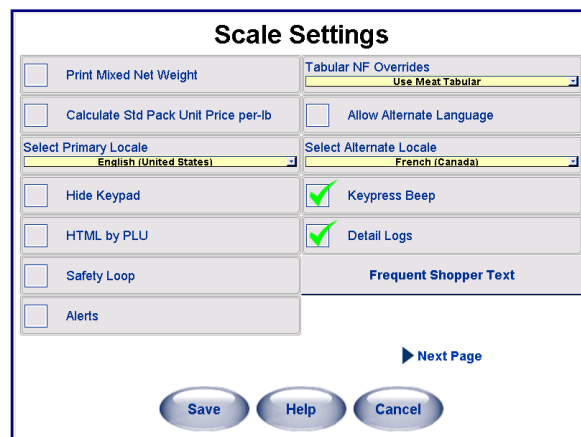 Scale Settings
Print Mixed Net Weight
Tabular NF Overrides
Use Meat Tabular
Calculate Std Pack Unit Price per-lb
Allow Alternate Language
Select Primary Locale
English (United States)
Select Alternate Locale
French (Canada)
Hide Keypad
Keypress Beep
HTML by PLU
Detail Logs
Safety Loop
Frequent Shopper Text
Alerts
Next Page
Save
Help
Cancel